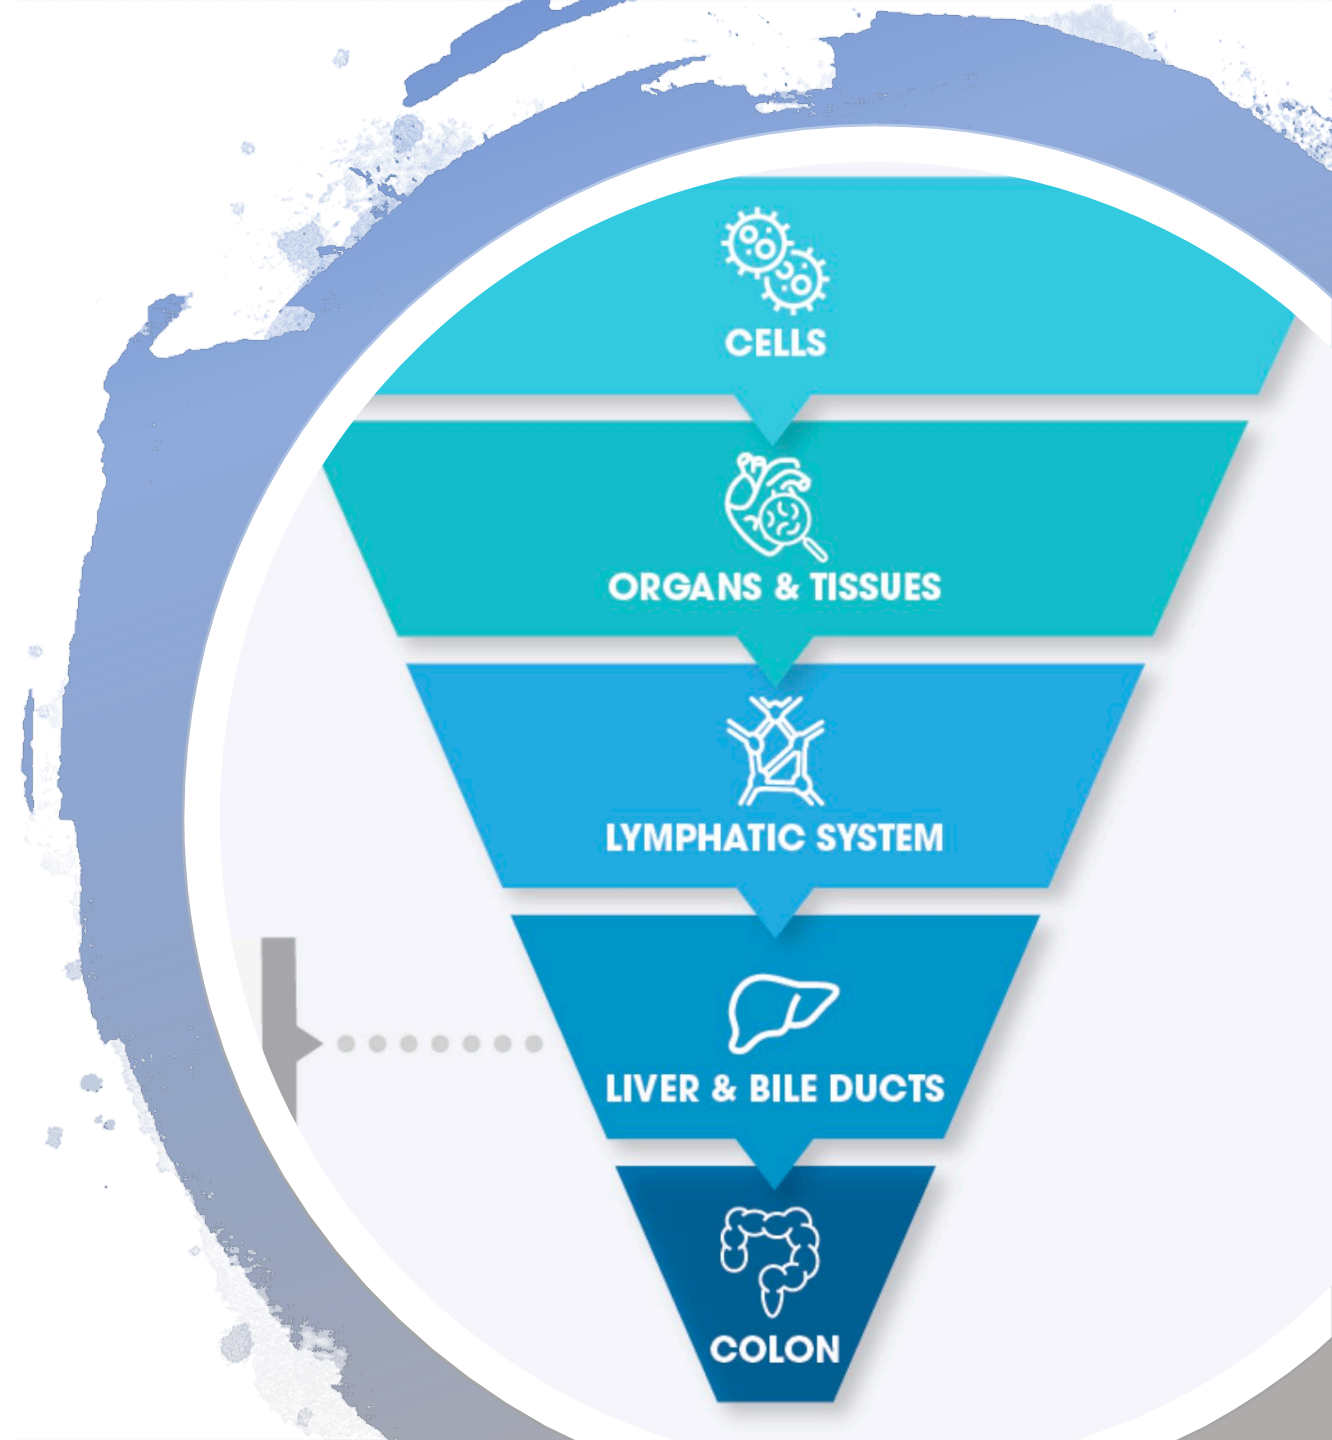 CELLS
ORGANS & TISSUES
LYMPHATIC SYSTEM
LIVER & BILE DUCTS
COLON